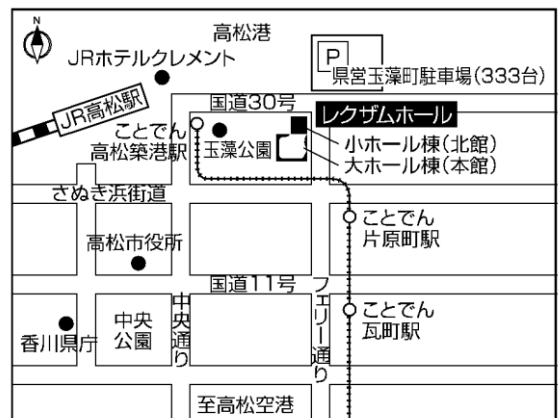 N
高松港
JRホテルクレメント
P
県営玉藻町駐車場(333台)
JR高松駅
国道30号
レクザムホール
ことでん
高松築港駅
玉藻公園
小ホール棟(北館)
大ホール棟(本館)
さぬき浜街道
ことでん
片原町駅
高松市役所
国道11号
フェリー通り
中央通り
ことでん
瓦町駅
香川県庁
中央
公園
至高松空港